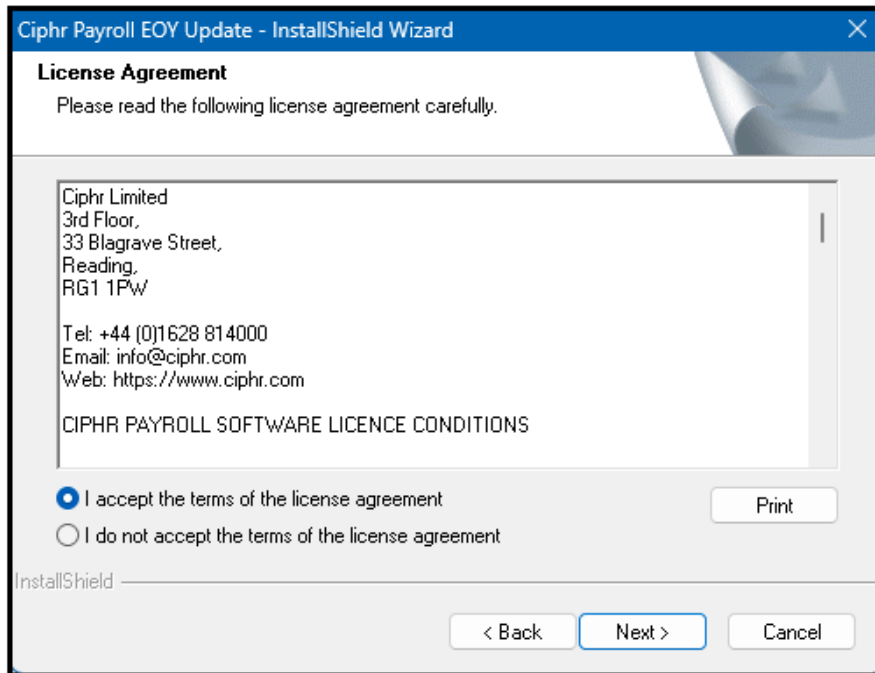 Ciphr Payroll EOY Update - InstallShield Wizard
License Agreement
Please read the following license agreement carefully.
Ciphr Limited
3rd Floor,
33 Blagrave Street,
Reading,
RG1 1PW
Tel: +44 (0)1628 814000
Email: info@ciphr.com
Web: https://www.ciphr.com
CIPHR PAYROLL SOFTWARE LICENCE CONDITIONS
I accept the terms of the license agreement
Print
I do not accept the terms of the license agreement
InstallShield
< Back
Next >
Cancel